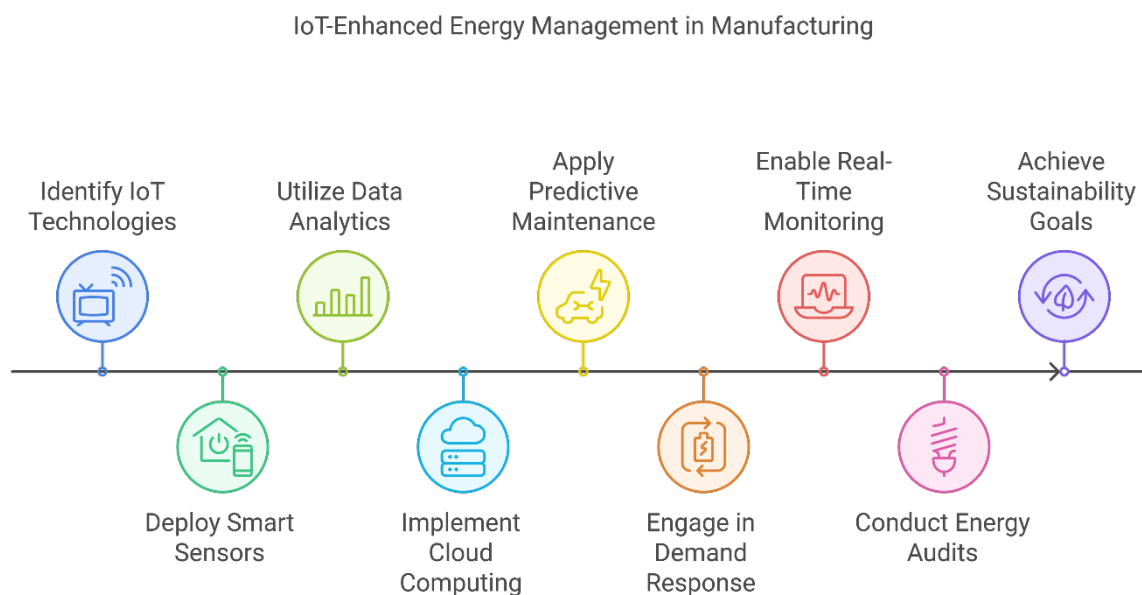 IoT-Enhanced Energy Management in Manufacturing
Identify IoT
Technologies
Deploy Smart
Sensors
Utilize Data
Analytics
Implement
Cloud
Computing
Apply
Predictive
Maintenance
Engage in
Demand
Response
Enable Real-
Time
Monitoring
Conduct Energy
Audits
Achieve
Sustainability
Goals